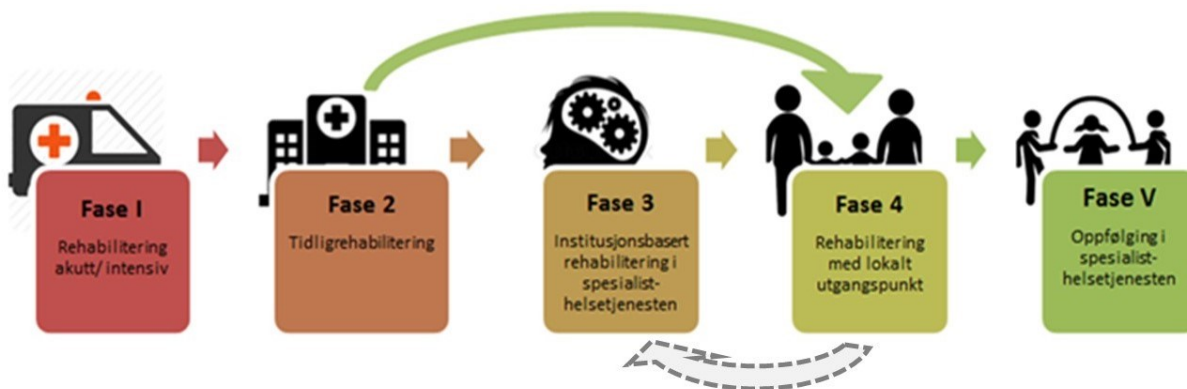 Fase I
Rehabilitering
akutt/ intensiv
Fase 2
Tidligrehabilitering
Fase 3
Institusjonsbasert
rehabilitering i
spesialist-
helsetjenesten
Fase 4
Rehabilitering
med lokalt
utgangspunkt
Fase V
Oppfølging i
spesialist-
helsetjenesten